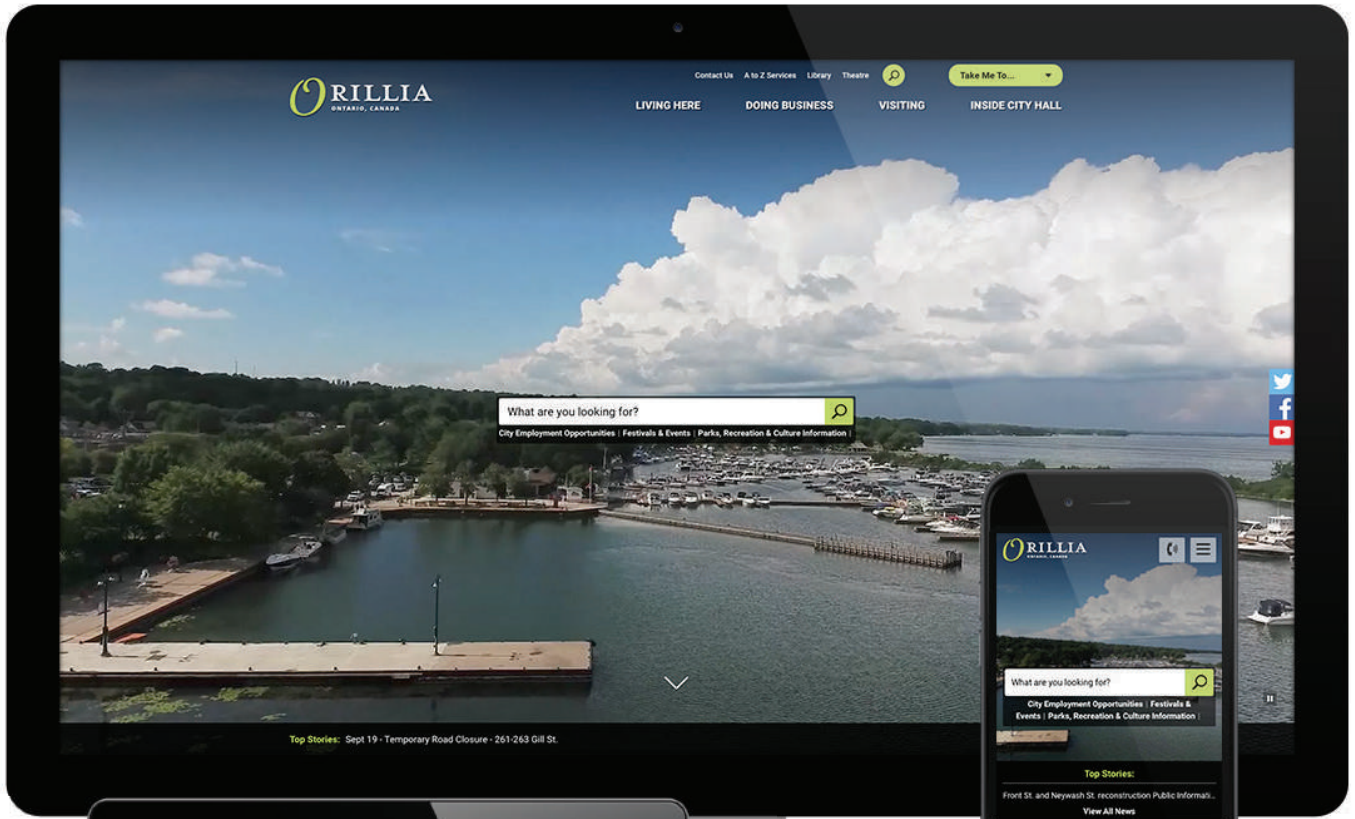 Contact Us A to Z Services Library Theatre
Take Me To...
ORILLIA
ONTARIO, CANADA
LIVING HERE DOING BUSINESS VISITING INSIDE CITY HALL
What are you looking for?
City Employment Opportunities | Festivals & Events | Parks, Recreation & Culture Information |
Top Stories: Sept 19 - Temporary Road Closure - 261-263 Gill St.
ORILLIA
ONTARIO, CANADA
What are you looking for?
City Employment Opportunities | Festivals &
Events | Parks, Recreation & Culture Information |
Top Stories:
Front St. and Neywash St. reconstruction Public Informati...
View All News